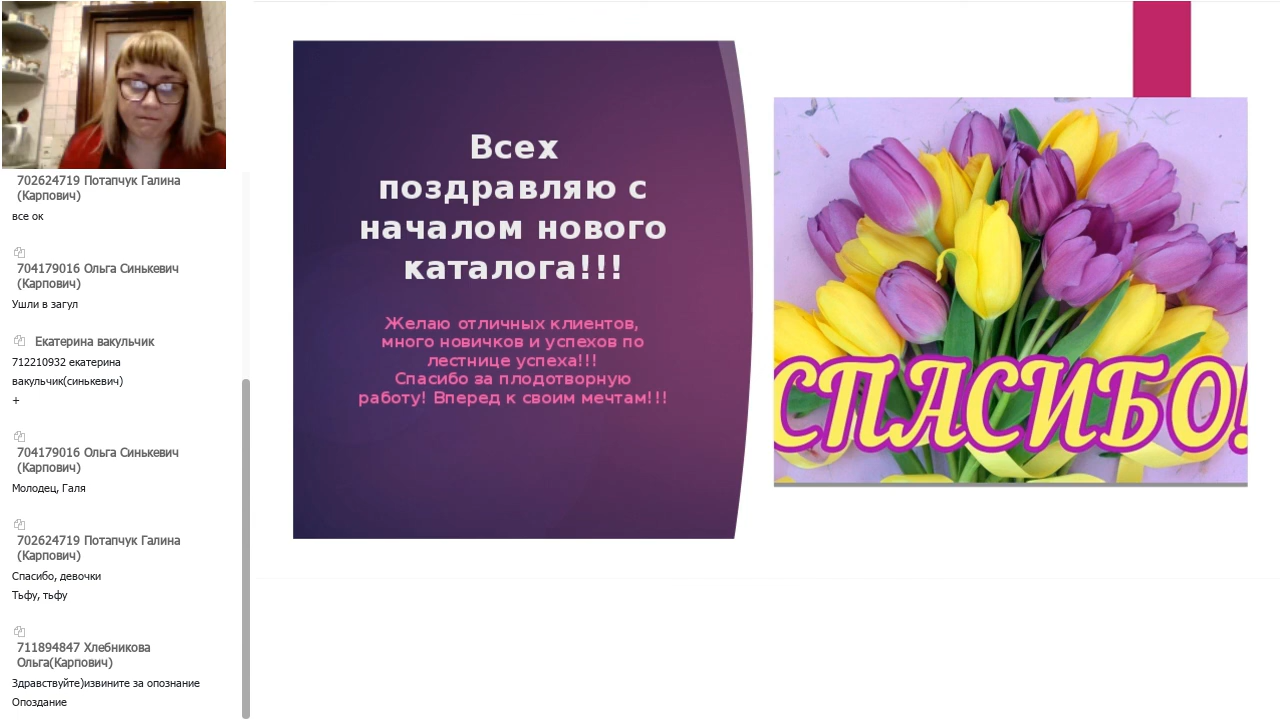 702624719 Потапчук Галина
(Карпович)
все ок
704179016 Ольга Синькевич
(Карпович)
Ушли в загул
Екатерина вакульчик
712210932 екатерина
вакульчик(синькевич)
+
704179016 Ольга Синькевич
(Карпович)
Молодец, Галя
702624719 Потапчук Галина
(Карпович)
Спасибо, девочки
Тьфу, тьфу
711894847 Хлебникова
Ольга(Карпович)
Здравствуйте)извините за опознание
Опоздание
Всех
поздравляю с
началом нового
каталога!!!
Желаю отличных клиентов,
много новичков и успехов по
лестнице успеха!!!
Спасибо за плодотворную
работу! Вперед к своим мечтам!!!
СПАСИБО!